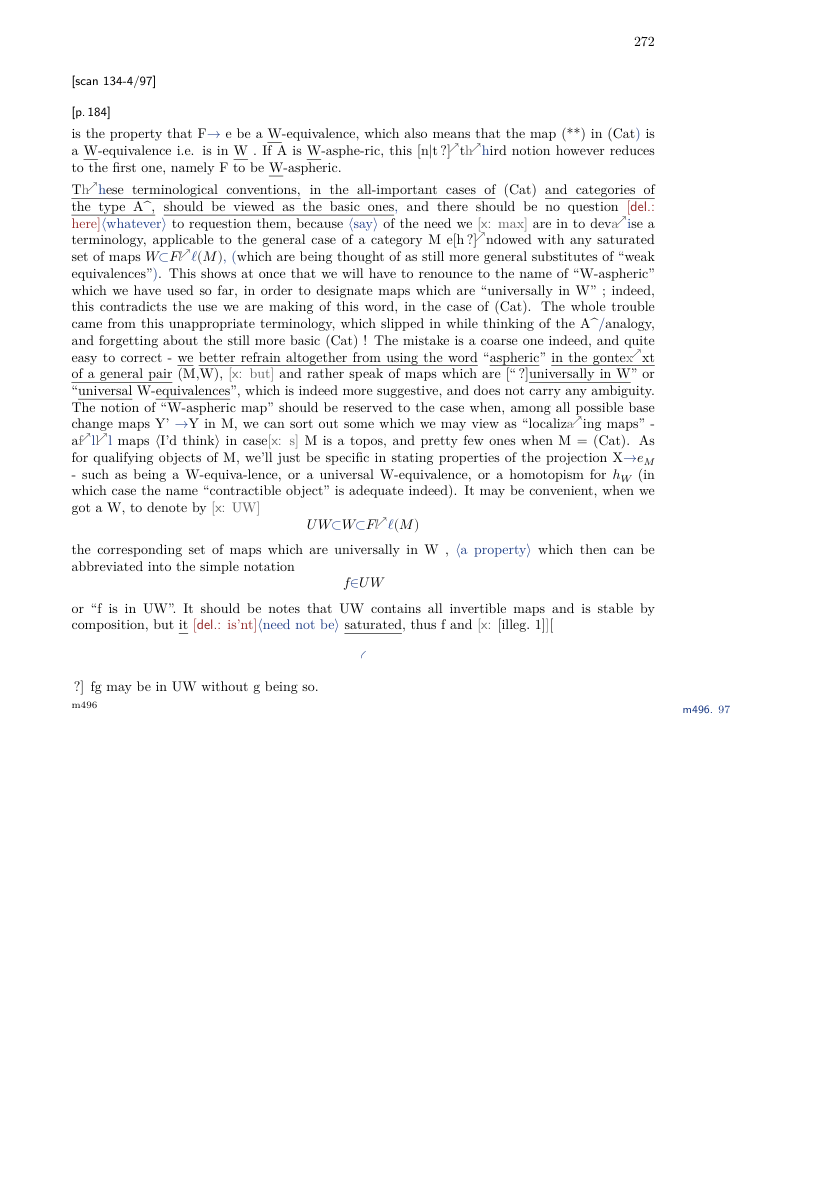 272
[scan 134-4/97]
[p. 184]
is the property that F→ e be a W-equivalence, which also means that the map (**) in (Cat) is
a W-equivalence i.e. is in W . If A is W-asphe-ric, this [n|t ?]↗th↗hird notion however reduces
to the first one, namely F to be W-aspheric.
Th↗hese terminological conventions, in the all-important cases of (Cat) and categories of
the type A^, should be viewed as the basic ones, and there should be no question [del.:
here]⟨whatever⟩ to requestion them, because ⟨say⟩ of the need we [x: max] are in to deva↗ise a
terminology, applicable to the general case of a category M e[h ?]↗ndowed with any saturated
set of maps W⊂Fl↗ℓ(M), (which are being thought of as still more general substitutes of “weak
equivalences”). This shows at once that we will have to renounce to the name of “W-aspheric”
which we have used so far, in order to designate maps which are “universally in W” ; indeed,
this contradicts the use we are making of this word, in the case of (Cat). The whole trouble
came from this unappropriate terminology, which slipped in while thinking of the A^/analogy,
and forgetting about the still more basic (Cat) ! The mistake is a coarse one indeed, and quite
easy to correct - we better refrain altogether from using the word “aspheric” in the gontex↗xt
of a general pair (M,W), [x: but] and rather speak of maps which are [“ ?]universally in W” or
“universal W-equivalences”, which is indeed more suggestive, and does not carry any ambiguity.
The notion of “W-aspheric map” should be reserved to the case when, among all possible base
change maps Y’ →Y in M, we can sort out some which we may view as “localiza↗ing maps” -
af↗ll↗l maps ⟨I’d think⟩ in case[x: s] M is a topos, and pretty few ones when M = (Cat). As
for qualifying objects of M, we’ll just be specific in stating properties of the projection X→e_M
- such as being a W-equiva-lence, or a universal W-equivalence, or a homotopism for h_W (in
which case the name “contractible object” is adequate indeed). It may be convenient, when we
got a W, to denote by [x: UW]
UW⊂W⊂Fl↗ℓ(M)
the corresponding set of maps which are universally in W , ⟨a property⟩ which then can be
abbreviated into the simple notation
f∈UW
or “f is in UW”. It should be notes that UW contains all invertible maps and is stable by
composition, but it [del.: is’nt]⟨need not be⟩ saturated, thus f and [x: [illeg. 1]][
?] fg may be in UW without g being so.
m496
m496. 97